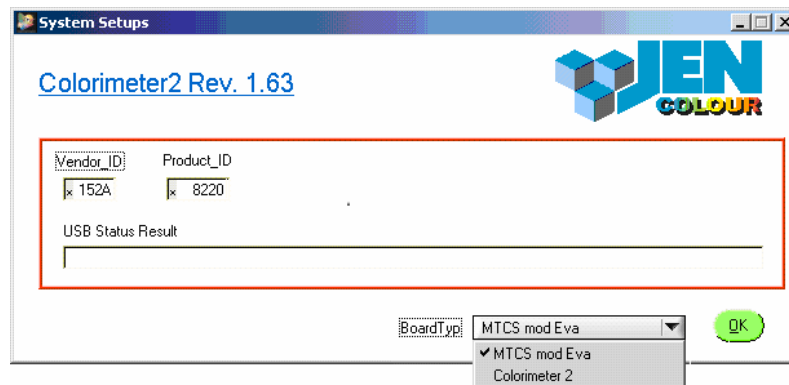 System Setups
JEN
COLOUR
Colorimeter2 Rev. 1.63
Vendor_ID Product_ID
x 152A x 8220
USB Status Result
BoardTyp MTCS mod Eva OK
✔MTCS mod Eva
Colorimeter 2